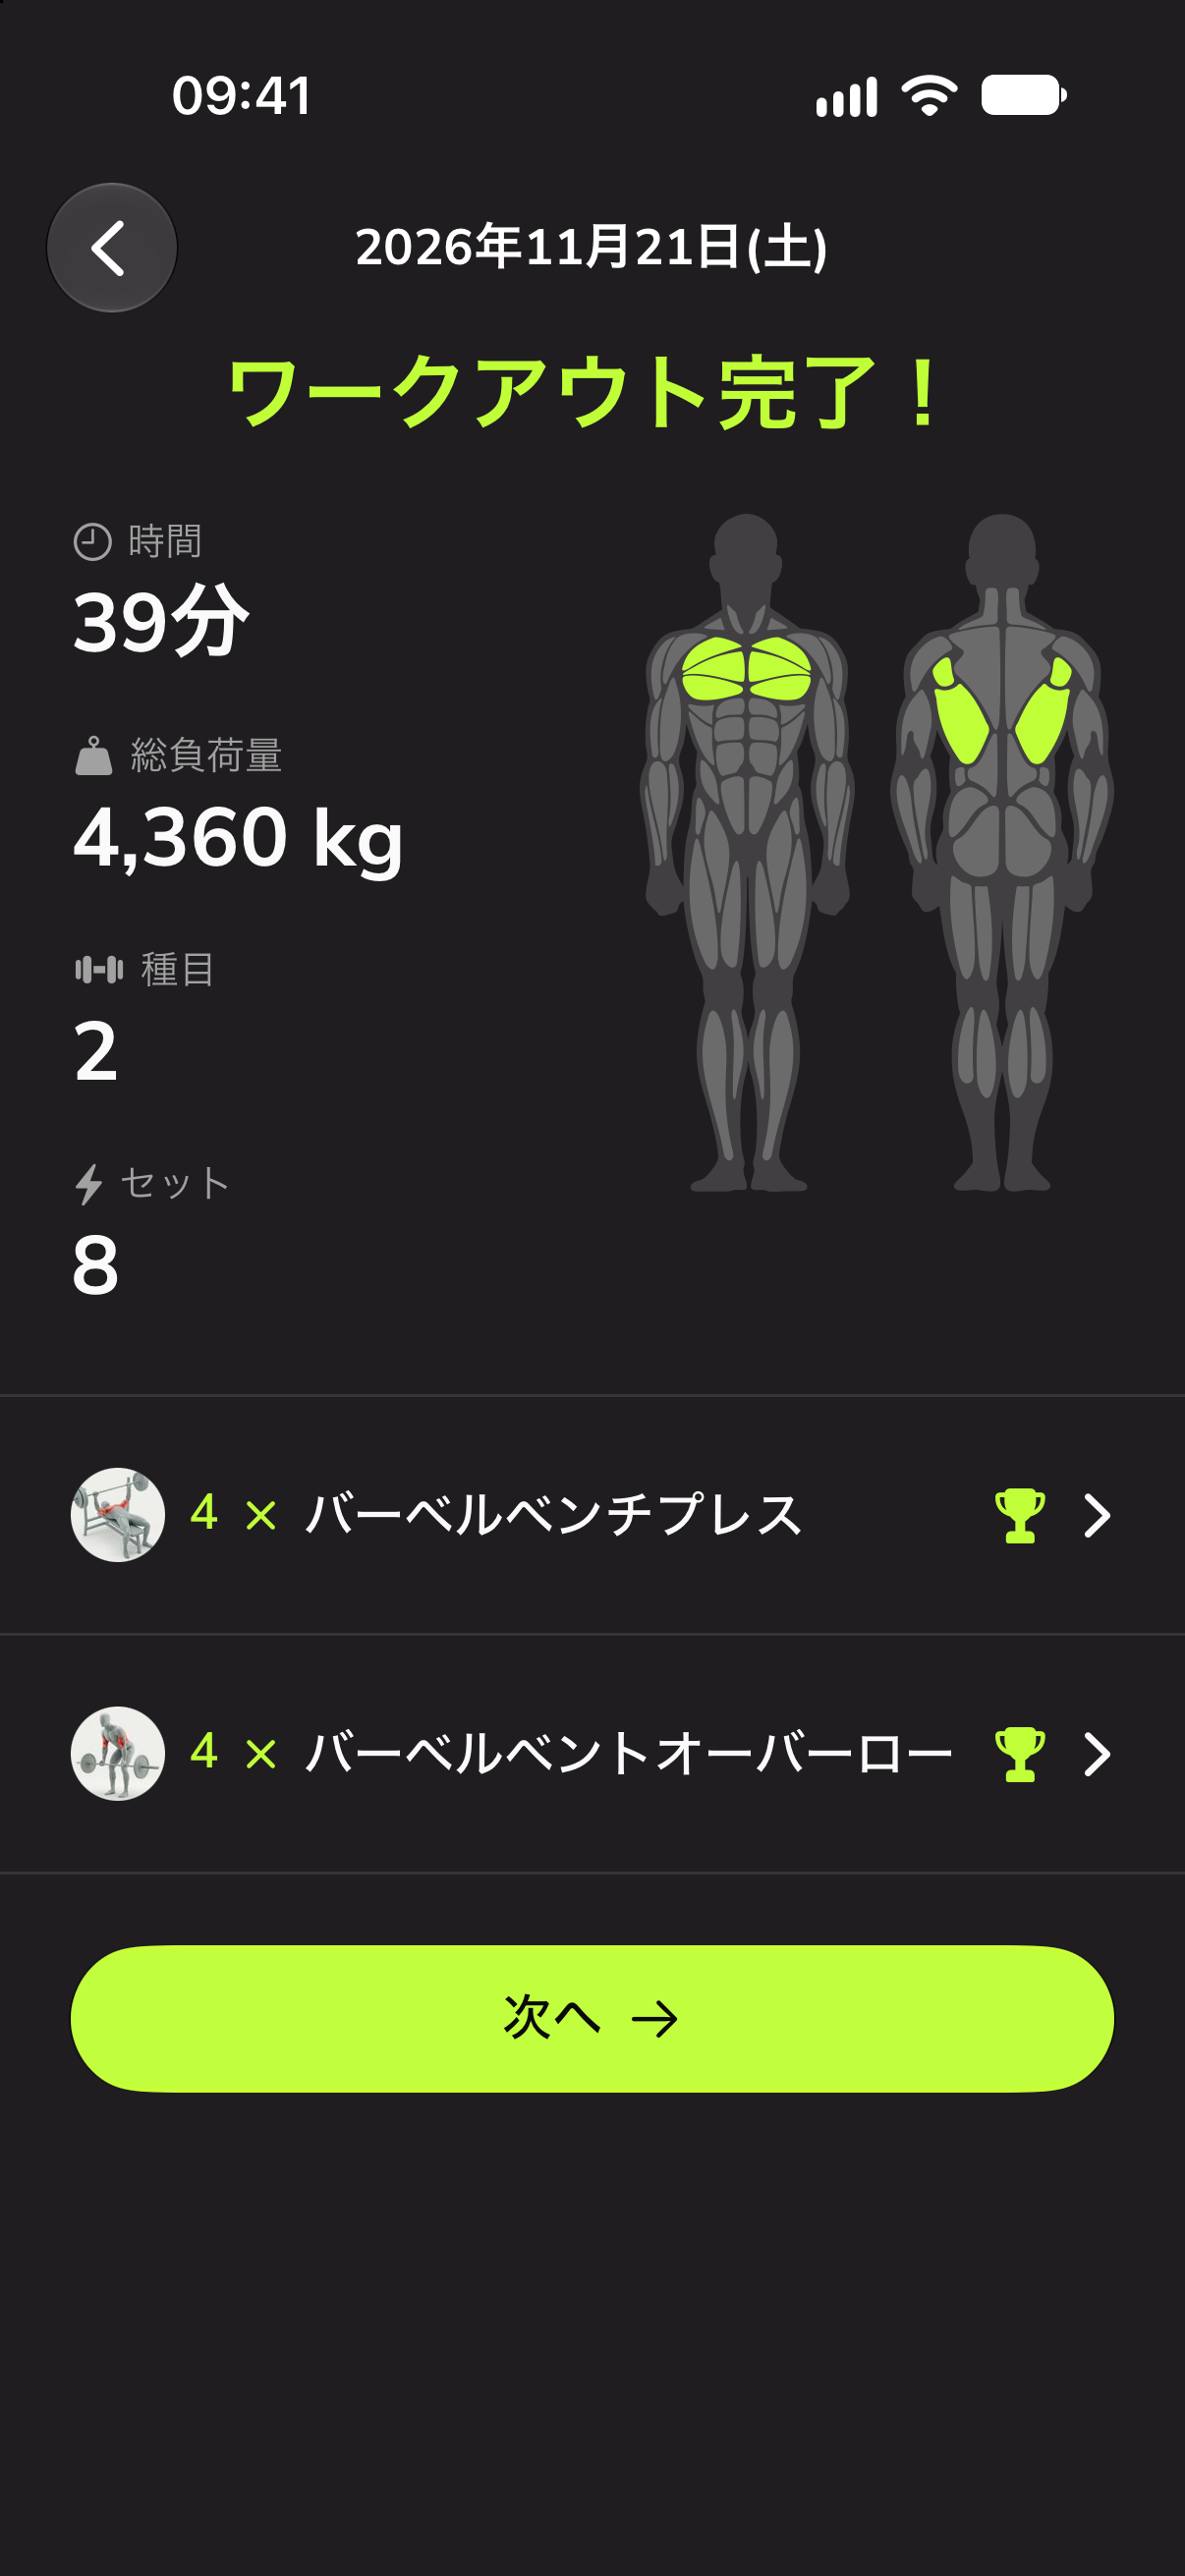 09:41
2026年11月21日(土)
ワークアウト完了！
時間
39分
総負荷量
4,360 kg
種目
2
セット
8
4 × バーベルベンチプレス
4 × バーベルベントオーバーロー
次へ →